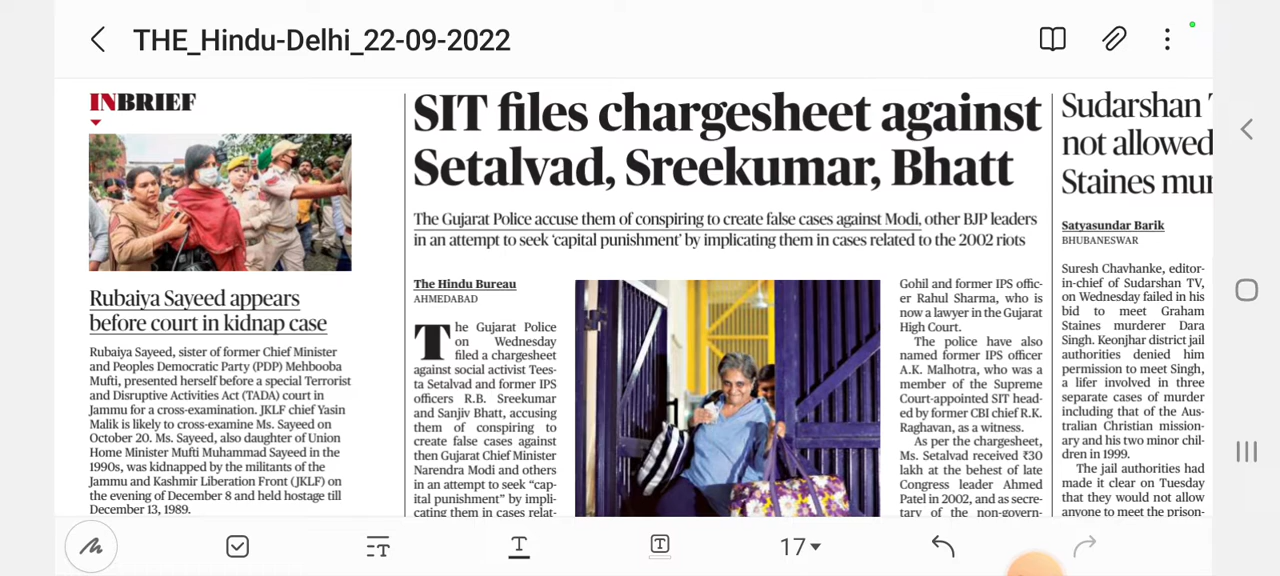 THE_Hindu-Delhi_22-09-2022
INBRIEF
Rubaiya Sayeed appears
before court in kidnap case
Rubaiya Sayeed, sister of former Chief Minister
and Peoples Democratic Party (PDP) Mehbooba
Mufti, presented herself before a special Terrorist
and Disruptive Activities Act (TADA) court in
Jammu for a cross-examination. JKLF chief Yasin
Malik is likely to cross-examine Ms. Sayeed on
October 20. Ms. Sayeed, also daughter of Union
Home Minister Mufti Muhammad Sayeed in the
1990s, was kidnapped by the militants of the
Jammu and Kashmir Liberation Front (JKLF) on
the evening of December 8 and held hostage till
December 13, 1989.
SIT files chargesheet against
Setalvad, Sreekumar, Bhatt
The Gujarat Police accuse them of conspiring to create false cases against Modi, other BJP leaders
in an attempt to seek ‘capital punishment’ by implicating them in cases related to the 2002 riots
The Hindu Bureau
AHMEDABAD
The Gujarat Police
on Wednesday
filed a chargesheet
against social activist Tees-
ta Setalvad and former IPS
officers R.B. Sreekumar
and Sanjiv Bhatt, accusing
them of conspiring to
create false cases against
then Gujarat Chief Minister
Narendra Modi and others
in an attempt to seek “cap-
ital punishment” by impli-
cating them in cases relat-
Gohil and former IPS offic-
er Rahul Sharma, who is
now a lawyer in the Gujarat
High Court.
The police have also
named former IPS officer
A.K. Malhotra, who was a
member of the Supreme
Court-appointed SIT head-
ed by former CBI chief R.K.
Raghavan, as a witness.
As per the chargesheet,
Ms. Setalvad received ₹30
lakh at the behest of late
Congress leader Ahmed
Patel in 2002, and as secre-
tary of the non-govern-
Sudarshan
not allowed
Staines mur
Satyasundar Barik
BHUBANESWAR
Suresh Chavhanke, editor-
in-chief of Sudarshan TV,
on Wednesday failed in his
bid to meet Graham
Staines murderer Dara
Singh. Keonjhar district jail
authorities denied him
permission to meet Singh,
a lifer involved in three
separate cases of murder
including that of the Aus-
tralian Christian mission-
ary and his two minor chil-
dren in 1999.
The jail authorities had
made it clear on Tuesday
that they would not allow
anyone to meet the prison-
17